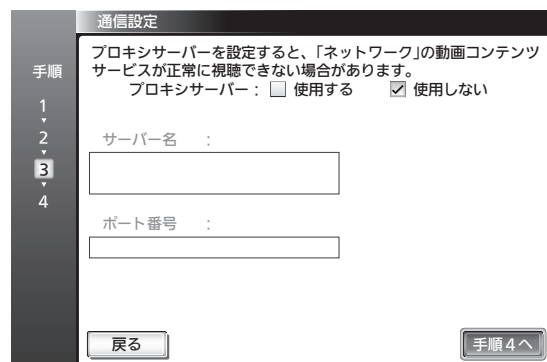 通信設定
手順
1
2
3
4
プロキシサーバーを設定すると、「ネットワーク」の動画コンテンツ
サービスが正常に視聴できない場合があります。
プロキシサーバー： 使用する 使用しない
サーバー名 ：
ポート番号 ：
戻る
手順4へ